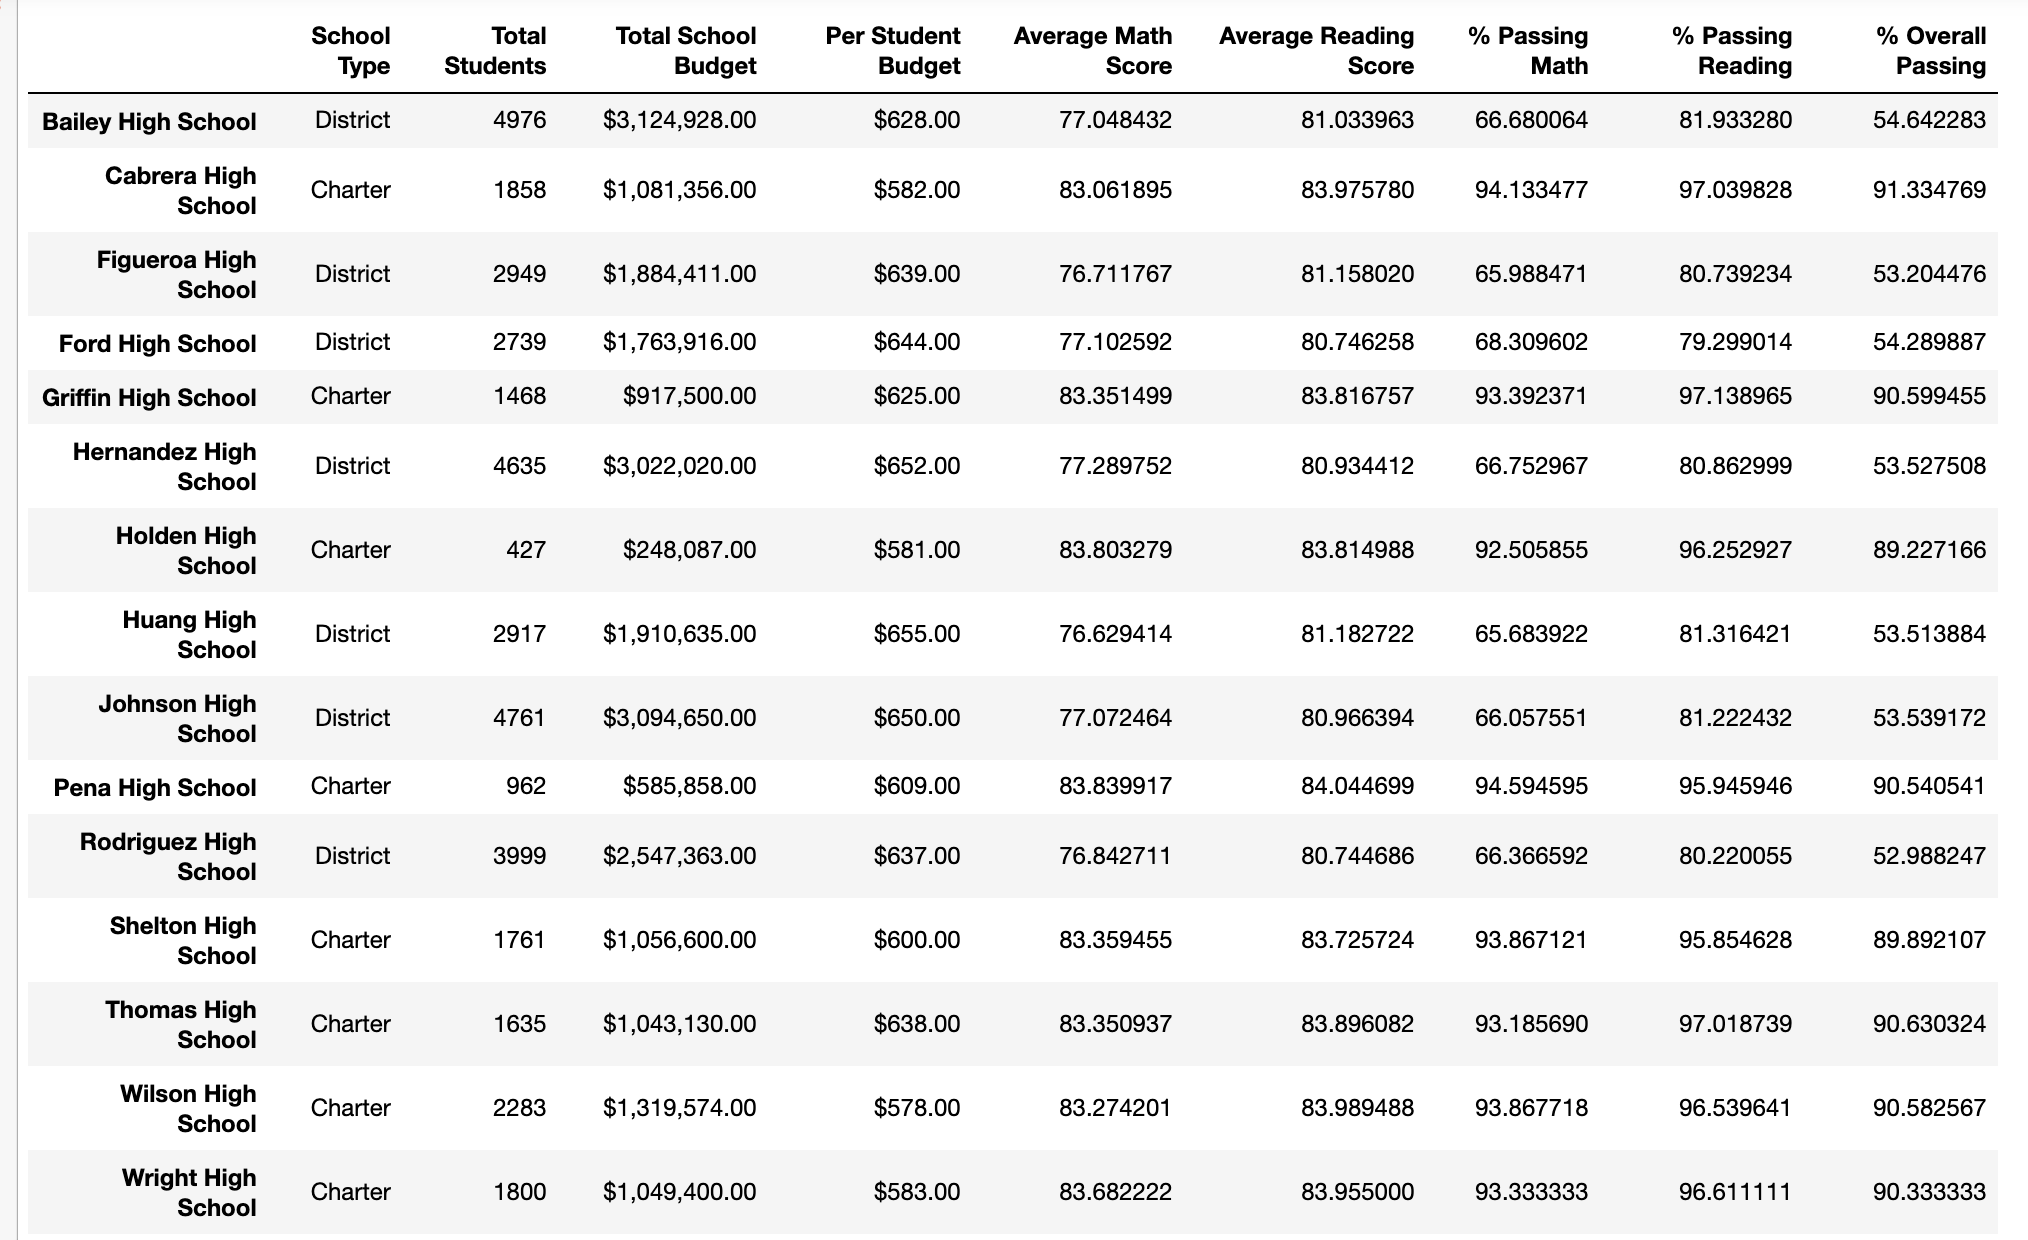 School Type Total Students Total School Budget Per Student Budget Average Math Score Average Reading Score % Passing Math % Passing Reading % Overall Passing
Bailey High School District 4976 $3,124,928.00 $628.00 77.048432 81.033963 66.680064 81.933280 54.642283
Cabrera High School Charter 1858 $1,081,356.00 $582.00 83.061895 83.975780 94.133477 97.039828 91.334769
Figueroa High School District 2949 $1,884,411.00 $639.00 76.711767 81.158020 65.988471 80.739234 53.204476
Ford High School District 2739 $1,763,916.00 $644.00 77.102592 80.746258 68.309602 79.299014 54.289887
Griffin High School Charter 1468 $917,500.00 $625.00 83.351499 83.816757 93.392371 97.138965 90.599455
Hernandez High School District 4635 $3,022,020.00 $652.00 77.289752 80.934412 66.752967 80.862999 53.527508
Holden High School Charter 427 $248,087.00 $581.00 83.803279 83.814988 92.505855 96.252927 89.227166
Huang High School District 2917 $1,910,635.00 $655.00 76.629414 81.182722 65.683922 81.316421 53.513884
Johnson High School District 4761 $3,094,650.00 $650.00 77.072464 80.966394 66.057551 81.222432 53.539172
Pena High School Charter 962 $585,858.00 $609.00 83.839917 84.044699 94.594595 95.945946 90.540541
Rodriguez High School District 3999 $2,547,363.00 $637.00 76.842711 80.744686 66.366592 80.220055 52.988247
Shelton High School Charter 1761 $1,056,600.00 $600.00 83.359455 83.725724 93.867121 95.854628 89.892107
Thomas High School Charter 1635 $1,043,130.00 $638.00 83.350937 83.896082 93.185690 97.018739 90.630324
Wilson High School Charter 2283 $1,319,574.00 $578.00 83.274201 83.989488 93.867718 96.539641 90.582567
Wright High School Charter 1800 $1,049,400.00 $583.00 83.682222 83.955000 93.333333 96.611111 90.333333